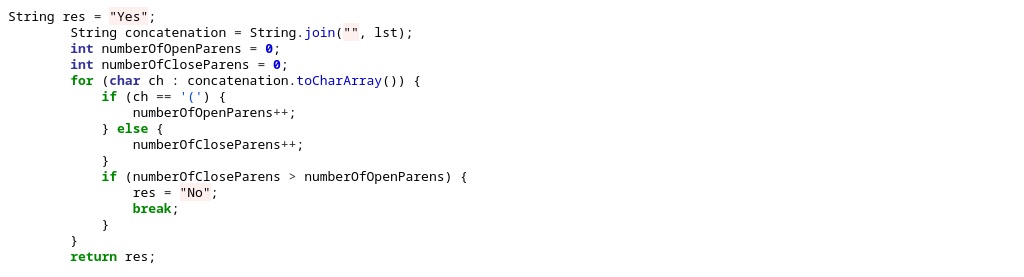 String res = "Yes";
        String concatenation = String.join("", lst);
        int numberOfOpenParens = 0;
        int numberOfCloseParens = 0;
        for (char ch : concatenation.toCharArray()) {
            if (ch == '(') {
                numberOfOpenParens++;
            } else {
                numberOfCloseParens++;
            }
            if (numberOfCloseParens > numberOfOpenParens) {
                res = "No";
                break;
            }
        }
        return res;